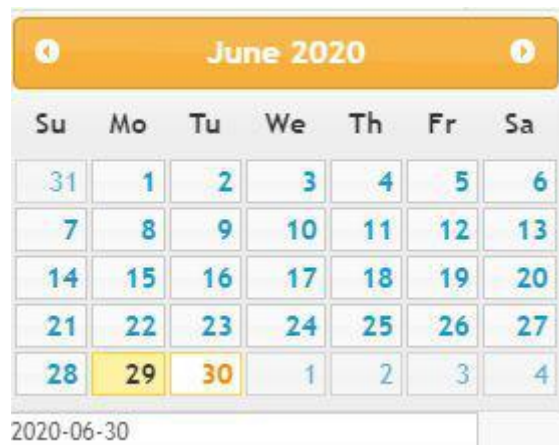 June 2020
Su Mo Tu We Th Fr Sa
31 1 2 3 4 5 6
7 8 9 10 11 12 13
14 15 16 17 18 19 20
21 22 23 24 25 26 27
28 29 30 1 2 3 4
2020-06-30